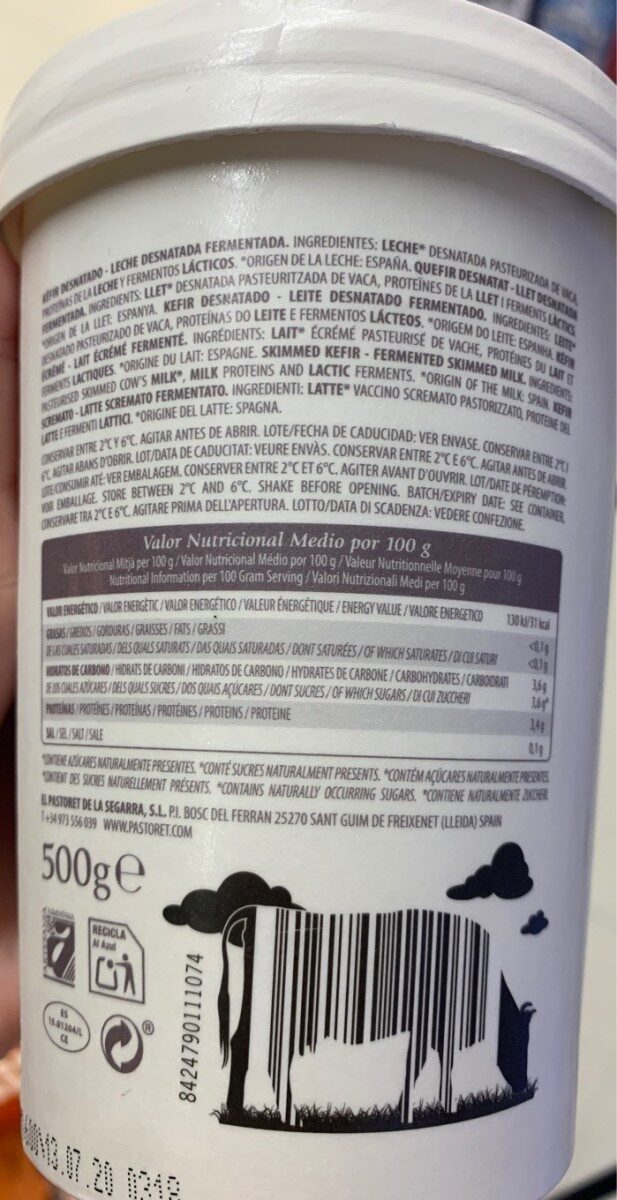 KÉFIR DESNATADO - LECHE DESNATADA FERMENTADA. INGREDIENTES: LECHE* DESNATADA PASTEURIZADA DE VACA,
PROTEÍNAS DE LA LECHE Y FERMENTOS LÁCTICOS. *ORIGEN DE LA LECHE: ESPAÑA. QUEFIR DESNATAT - LLET DESNATADA
FERMENTADA. INGREDIENTS: LLET* DESNATADA PASTEURITZADA DE VACA, PROTEÏNES DE LA LLET I FERMENTS LÀCTICS.
*ORIGEN DE LA LLET: ESPANYA. KEFIR DESNATADO - LEITE DESNATADO FERMENTADO. INGREDIENTES: LEITE*
DESNATADO PASTEURIZADO DE VACA, PROTEÍNAS DO LEITE E FERMENTOS LÁCTEOS. *ORIGEM DO LEITE: ESPANHA. KÉFIR
ÉCRÉMÉ - LAIT ÉCRÉMÉ FERMENTÉ. INGRÉDIENTS: LAIT* ÉCRÉMÉ PASTEURISÉ DE VACHE, PROTÉINES DU LAIT ET
FERMENTS LACTIQUES. *ORIGINE DU LAIT: ESPAGNE. SKIMMED KEFIR - FERMENTED SKIMMED MILK. INGREDIENTS:
PASTEURISED SKIMMED COW'S MILK*, MILK PROTEINS AND LACTIC FERMENTS. *ORIGIN OF THE MILK: SPAIN. KEFIR
SCREMATO - LATTE SCREMATO FERMENTATO. INGREDIENTI: LATTE* VACCINO SCREMATO PASTORIZZATO, PROTEINE DEL
LATTE E FERMENTI LATTICI. *ORIGINE DEL LATTE: SPAGNA.
CONSERVAR ENTRE 2°C Y 6°C. AGITAR ANTES DE ABRIR. LOTE/FECHA DE CADUCIDAD: VER ENVASE. CONSERVAR ENTRE 2°C I
6°C. AGITAR ABANS D'OBRIR. LOT/DATA DE CADUCITAT: VEURE ENVÀS. CONSERVAR ENTRE 2°C E 6°C. AGITAR ANTES DE ABRIR.
LOTE/CONSUMIR ATÉ: VER EMBALAGEM. CONSERVER ENTRE 2°C ET 6°C. AGITER AVANT D'OUVRIR. LOT/DATE DE PÉREMPTION:
VOIR EMBALLAGE. STORE BETWEEN 2°C AND 6°C. SHAKE BEFORE OPENING. BATCH/EXPIRY DATE: SEE CONTAINER.
CONSERVARE TRA 2°C E 6°C. AGITARE PRIMA DELL'APERTURA. LOTTO/DATA DI SCADENZA: VEDERE CONFEZIONE.
Valor Nutricional Medio por 100 g
Valor Nutricional Mitjà per 100 g / Valor Nutricional Médio por 100 g / Valeur Nutritionnelle Moyenne pour 100 g
Nutritional Information per 100 Gram Serving / Valori Nutrizionali Medi per 100 g
VALOR ENERGÉTICO / VALOR ENERGÈTIC / VALOR ENERGÉTICO / VALEUR ÉNERGÉTIQUE / ENERGY VALUE / VALORE ENERGETICO 130 kJ/31 kcal
GRASAS / GREIXOS / GORDURAS / GRAISSES / FATS / GRASSI <0,1g
DE LAS CUALES SATURADAS / DELS QUALS SATURATS / DAS QUAIS SATURADAS / DONT SATURÉES / OF WHICH SATURATES / DI CUI SATURI <0,1g
HIDRATOS DE CARBONO / HIDRATS DE CARBONI / HIDRATOS DE CARBONO / HYDRATES DE CARBONE / CARBOHYDRATES / CARBOIDRATI 3,6g
DE LOS CUALES AZÚCARES / DELS QUALS SUCRES / DOS QUAIS AÇÚCARES / DONT SUCRES / OF WHICH SUGARS / DI CUI ZUCCHERI 3,6g*
PROTEÍNAS / PROTEÏNES / PROTEÍNAS / PROTÉINES / PROTEINS / PROTEINE 3,4g
SAL / SEL / SALT / SALE 0,1g
*CONTIENE AZÚCARES NATURALMENTE PRESENTES. *CONTÉ SUCRES NATURALMENT PRESENTS. *CONTÉM AÇÚCARES NATURALMENTE PRESENTES.
*CONTIENT DES SUCRES NATURELLEMENT PRÉSENTS. *CONTAINS NATURALLY OCCURRING SUGARS. *CONTIENE NATURALMENTE ZUCCHERI.
EL PASTORET DE LA SEGARRA, S.L. P.I. BOSC DEL FERRAN 25270 SANT GUIM DE FREIXENET (LLEIDA) SPAIN
T +34 973 556 039 WWW.PASTORET.COM
500g e
RECICLA
Al Azul
ES
15.01264/L
CE
®
8424790111074
13.07.20 0318